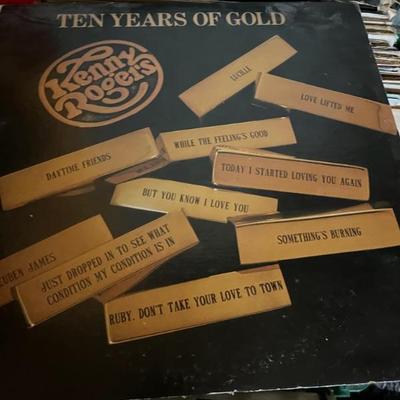 TEN YEARS OF GOLD
Kenny
Rogers
LUCILLE
LOVE LIFTED ME
WHILE THE FEELING'S GOOD
DAYTIME FRIENDS
TODAY I STARTED LOVING YOU AGAIN
BUT YOU KNOW I LOVE YOU
SOMETHING'S BURNING
EUBEN JAMES
JUST DROPPED IN TO SEE WHAT
CONDITION MY CONDITION IS IN
RUBY, DON'T TAKE YOUR LOVE TO TOWN